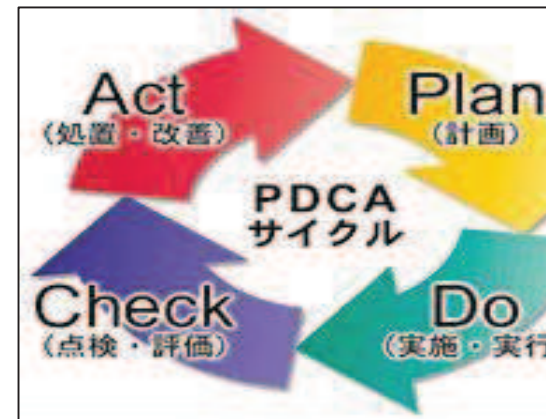 Act
(処置・改善)
Plan
(計画)
PDCA
サイクル
Check
(点検・評価)
Do
(実施・実行